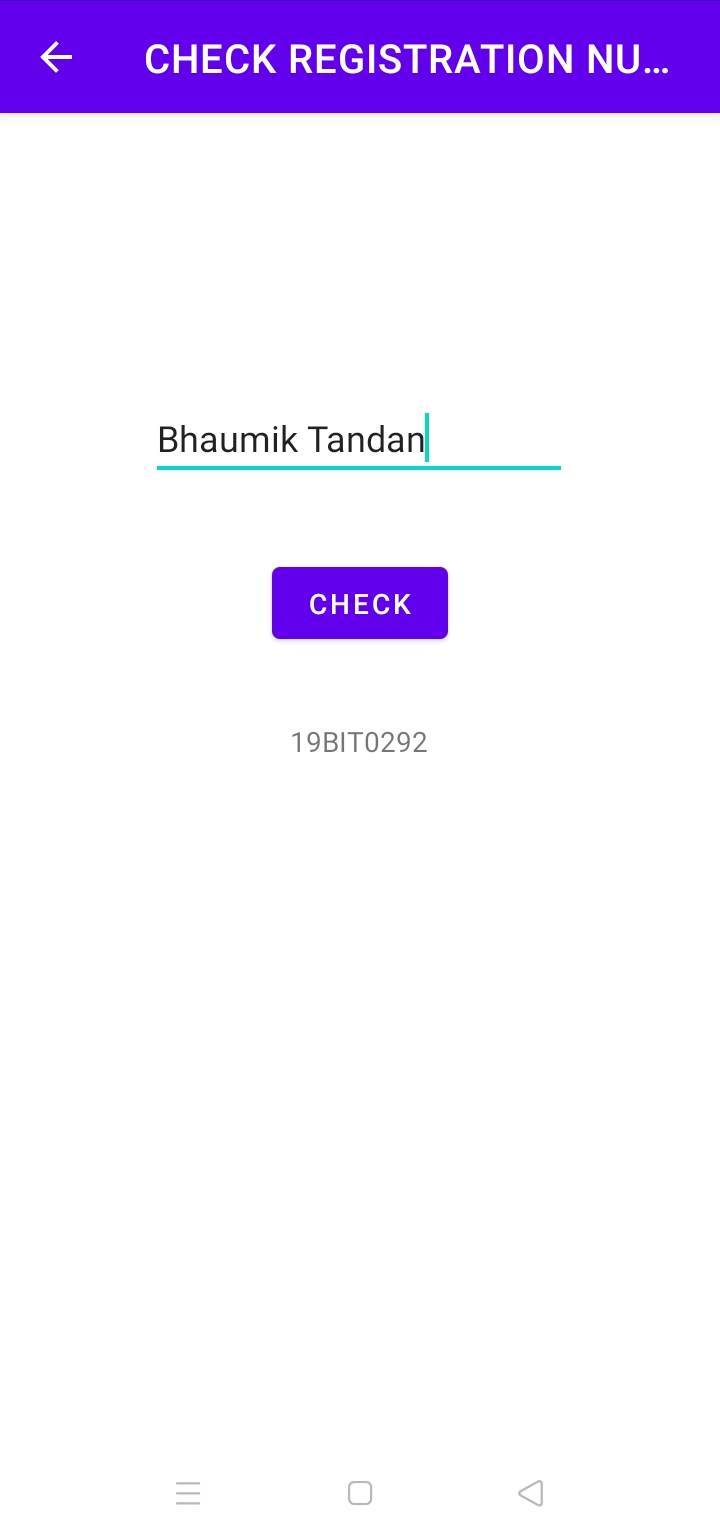 CHECK REGISTRATION NU...
Bhaumik Tandan
CHECK
19BIT0292